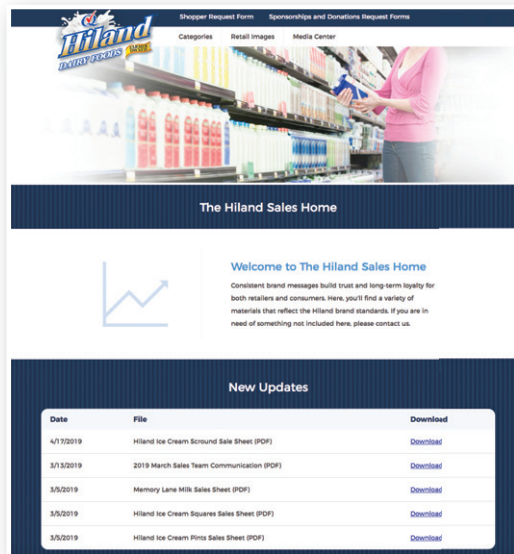 Shopper Request Form Sponsorships and Donations Request Forms
Hiland
DAIRY FOODS
FARMER OWNED
Categories Retail Images Media Center
The Hiland Sales Home
Welcome to The Hiland Sales Home
Consistent brand messages build trust and long-term loyalty for
both retailers and consumers. Here, you'll find a variety of
materials that reflect the Hiland brand standards. If you are in
need of something not included here, please contact us.
New Updates
Date File Download
4/17/2019 Hiland Ice Cream Scround Sale Sheet (PDF) Download
3/13/2019 2019 March Sales Team Communication (PDF) Download
3/5/2019 Memory Lane Milk Sales Sheet (PDF) Download
3/5/2019 Hiland Ice Cream Squares Sales Sheet (PDF) Download
3/5/2019 Hiland Ice Cream Pints Sales Sheet (PDF) Download